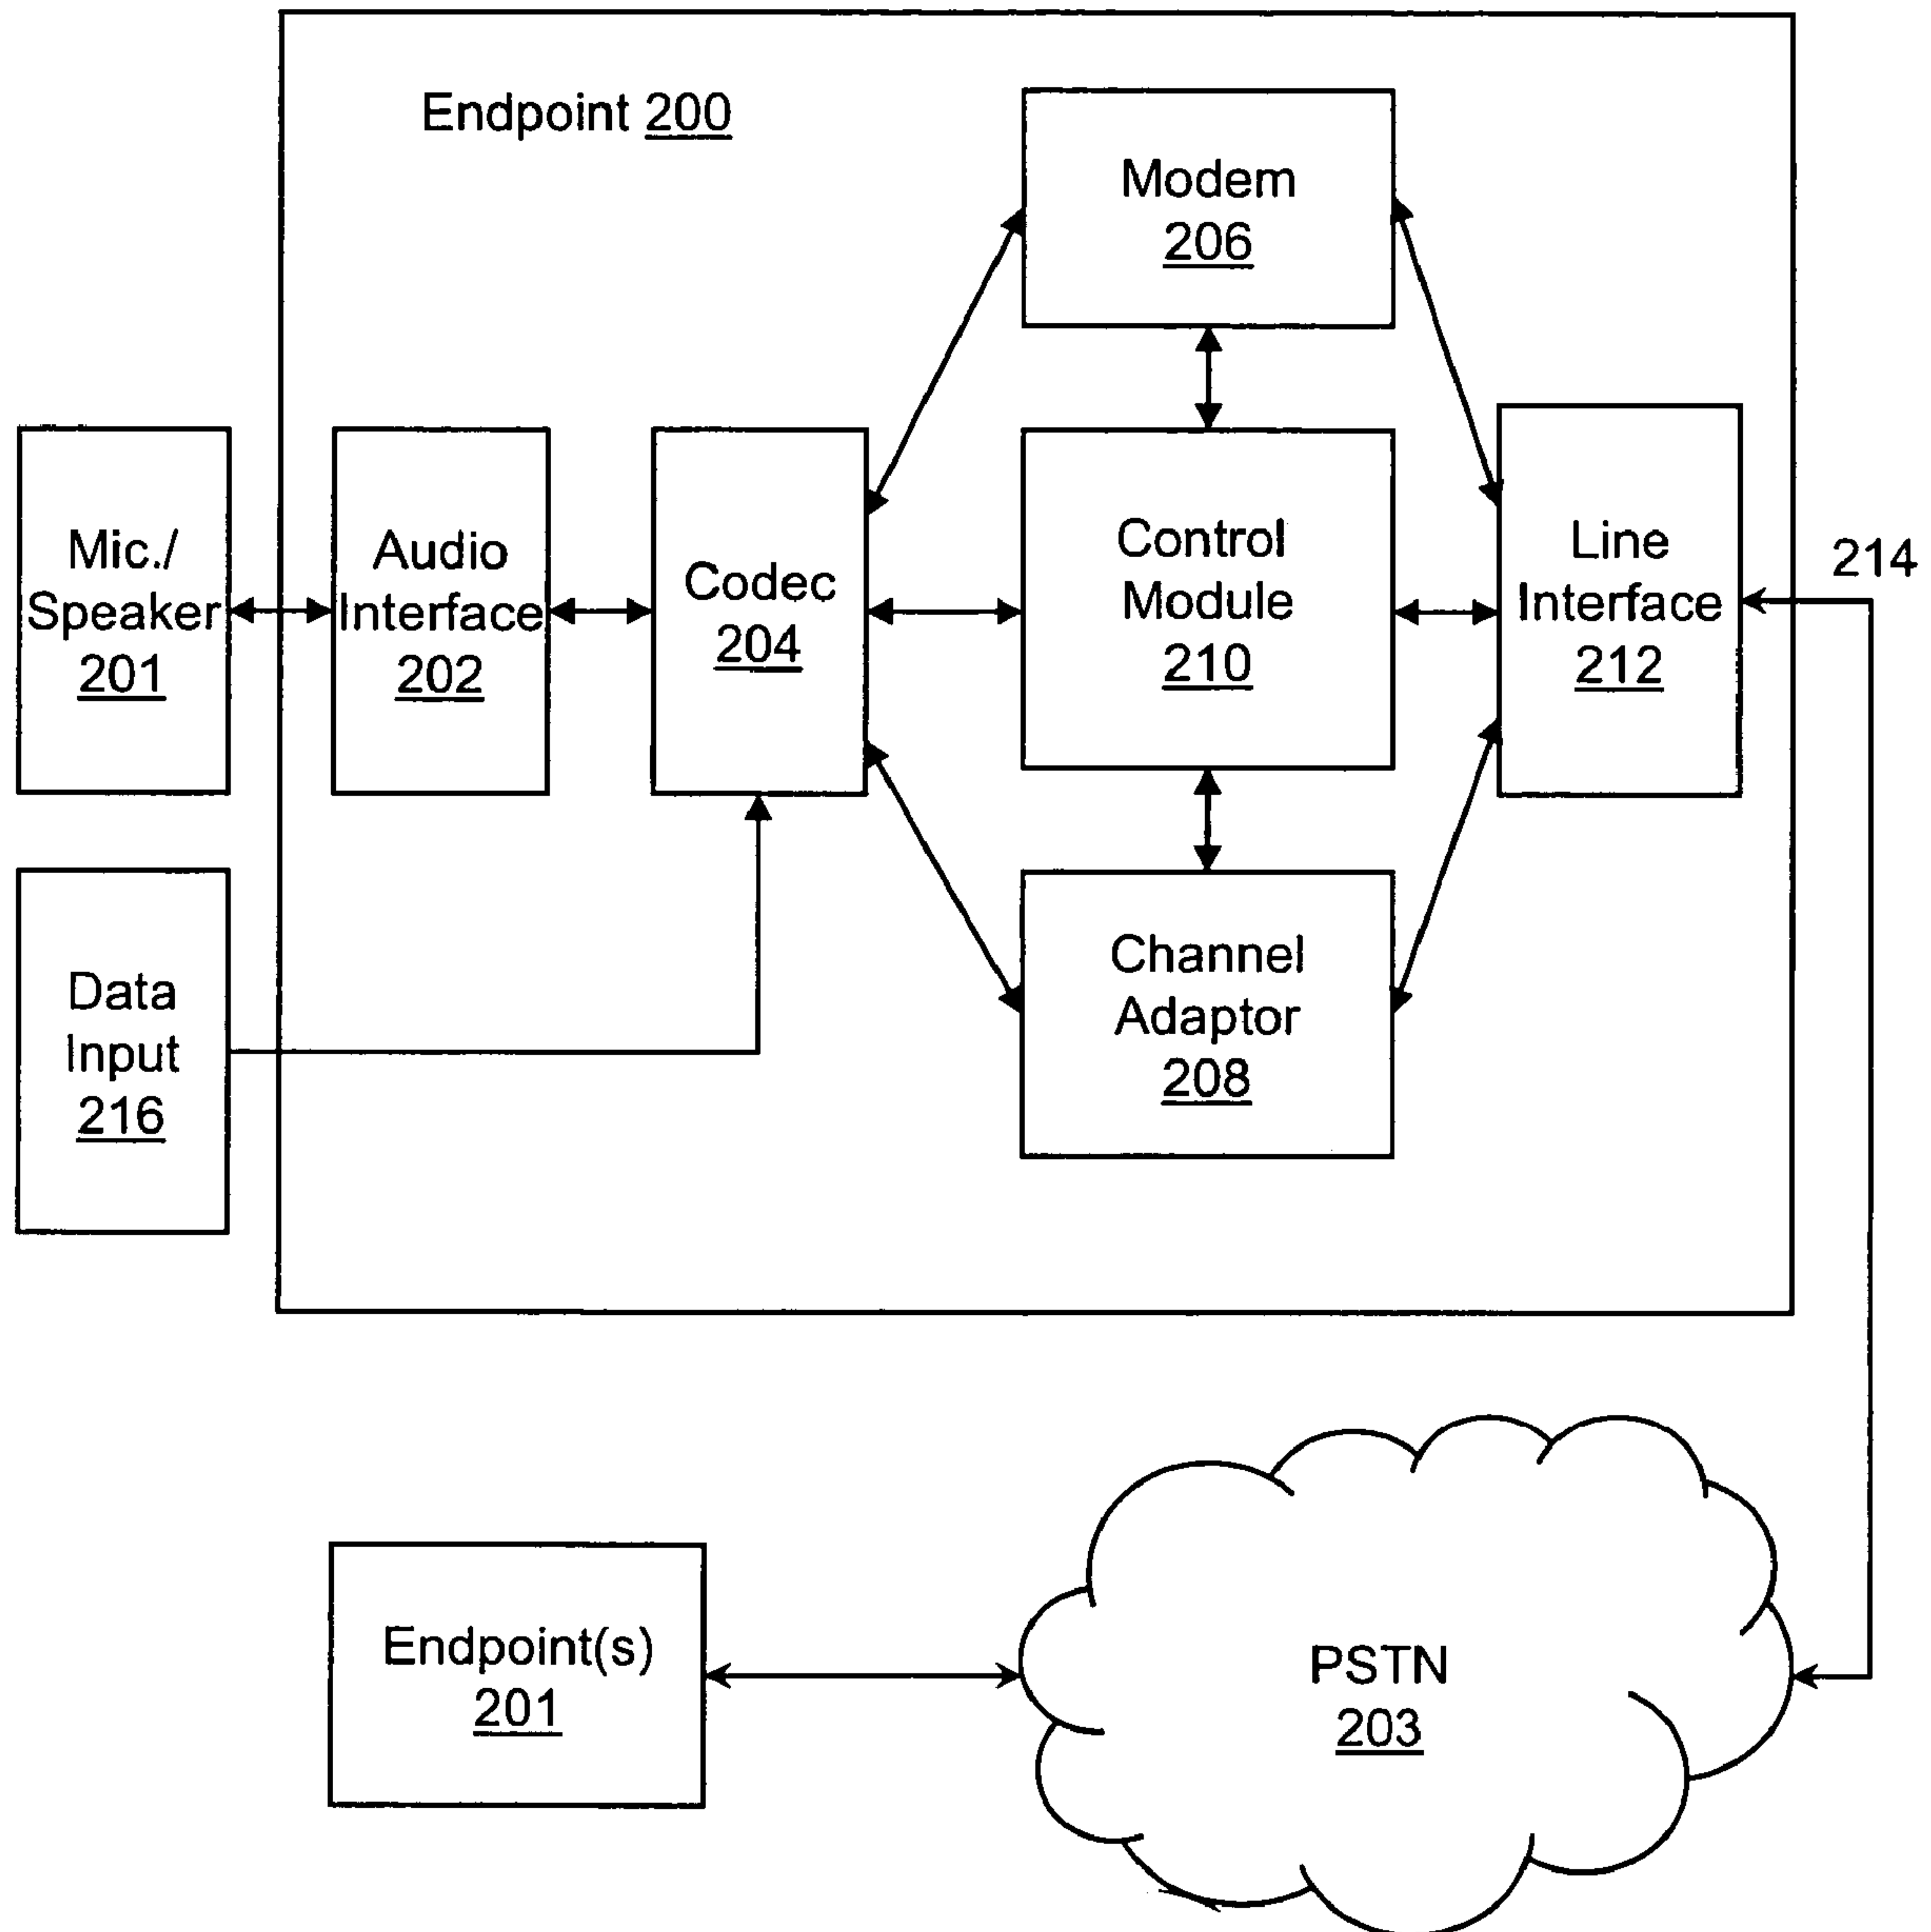 Endpoint 200
Modem
206
Mic./
Speaker
201
Audio
Interface
202
Codec
204
Control
Module
210
Line
Interface
212
214
Data
Input
216
Channel
Adaptor
208
Endpoint(s)
201
PSTN
203